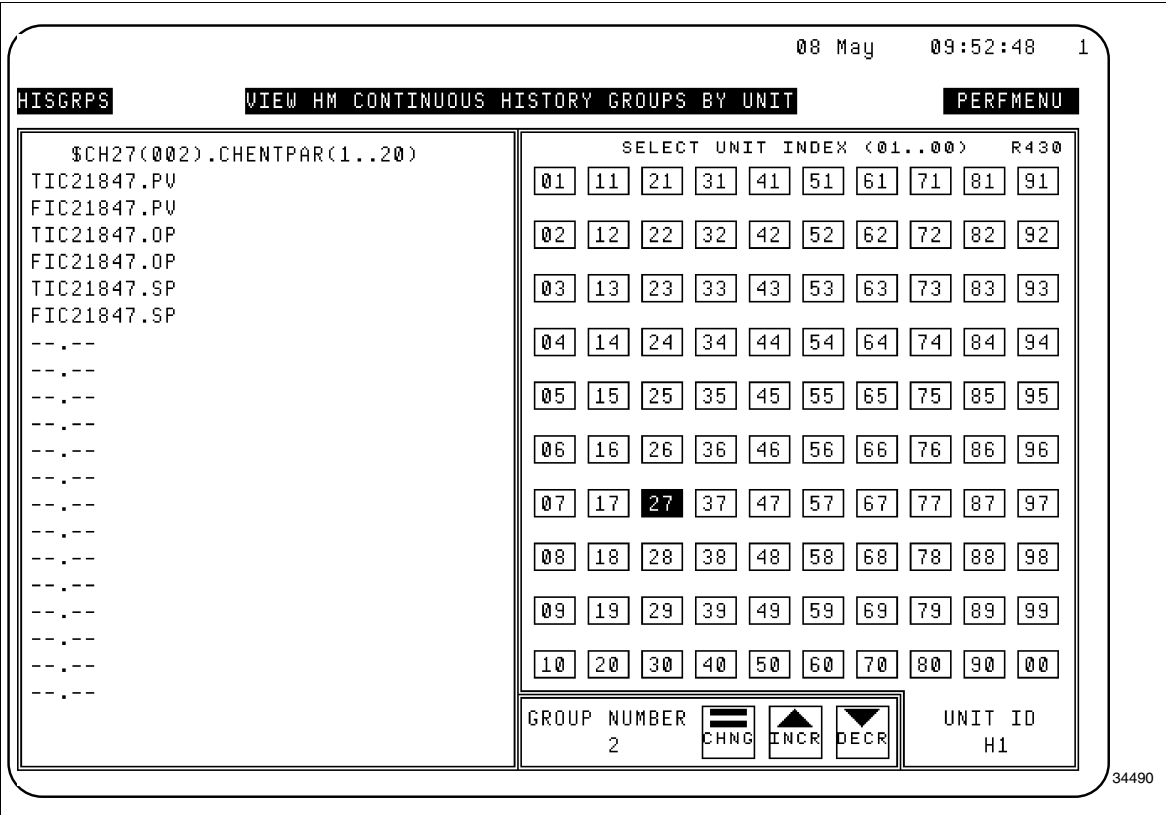 08 May 09:52:48 1
HISGRPS VIEW HM CONTINUOUS HISTORY GROUPS BY UNIT PERFMENU
$CH27(002).CHENTPAR(1..20)
TIC21847.PV
FIC21847.PV
TIC21847.OP
FIC21847.OP
TIC21847.SP
FIC21847.SP
--.--
--.--
--.--
--.--
--.--
--.--
--.--
--.--
--.--
--.--
--.--
--.--
--.--
--.--
SELECT UNIT INDEX (01..00) R430
01 11 21 31 41 51 61 71 81 91
02 12 22 32 42 52 62 72 82 92
03 13 23 33 43 53 63 73 83 93
04 14 24 34 44 54 64 74 84 94
05 15 25 35 45 55 65 75 85 95
06 16 26 36 46 56 66 76 86 96
07 17 27 37 47 57 67 77 87 97
08 18 28 38 48 58 68 78 88 98
09 19 29 39 49 59 69 79 89 99
10 20 30 40 50 60 70 80 90 00
GROUP NUMBER
2
CHNG INCR DECR
UNIT ID
H1
34490